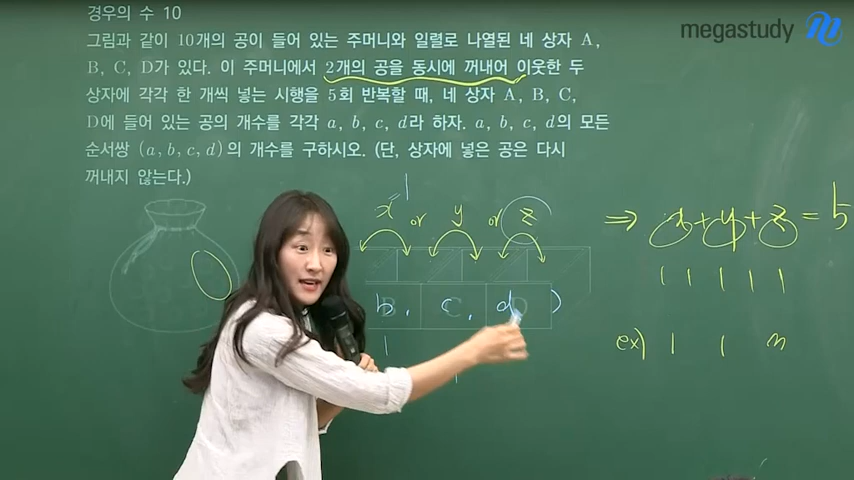 경우의 수 10
megastudy
그림과 같이 10개의 공이 들어 있는 주머니와 일렬로 나열된 네 상자 A,
B, C, D가 있다. 이 주머니에서 2개의 공을 동시에 꺼내어 이웃한 두
상자에 각각 한 개씩 넣는 시행을 5회 반복할 때, 네 상자 A, B, C,
D에 들어 있는 공의 개수를 각각 a, b, c, d라 하자. a, b, c, d의 모든
순서쌍 (a, b, c, d)의 개수를 구하시오. (단, 상자에 넣은 공은 다시
꺼내지 않는다.)
x or y or z
⇒ x+y+z=5
| | | | |
b. c. d)
ex) | |